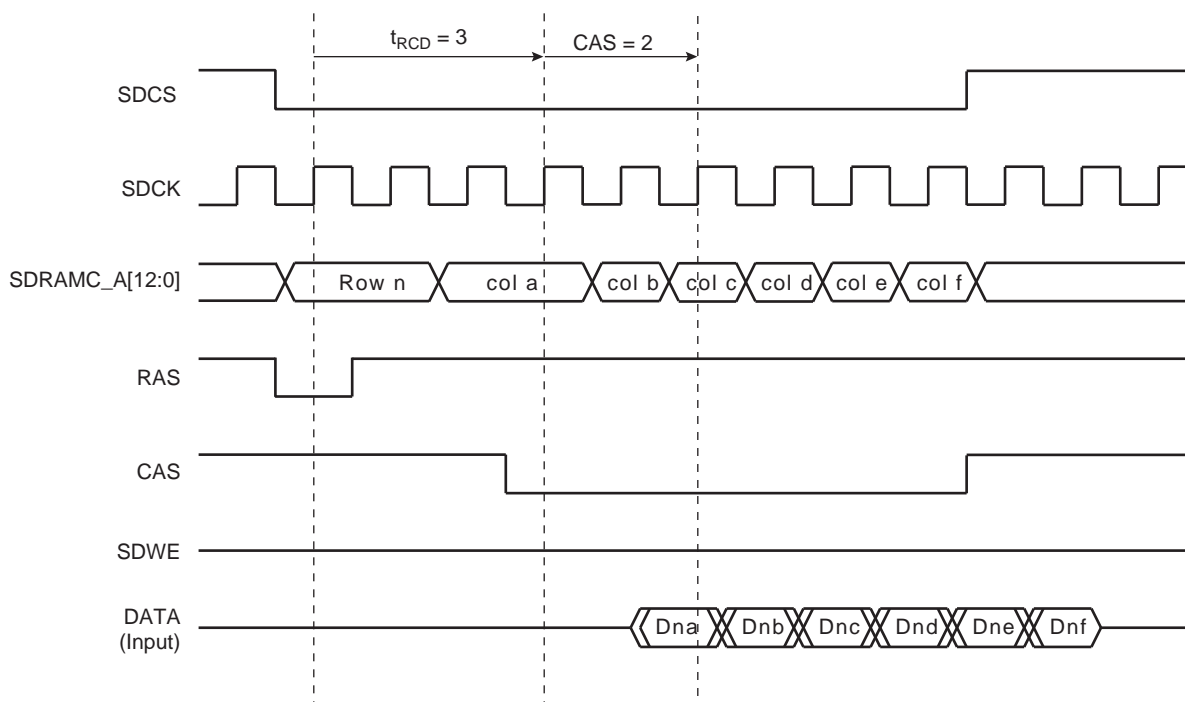 tRCD = 3
CAS = 2
SDCS
SDCK
SDRAMC_A[12:0]
Row n
col a
col b
col c
col d
col e
col f
RAS
CAS
SDWE
DATA
(Input)
Dna
Dnb
Dnc
Dnd
Dne
Dnf